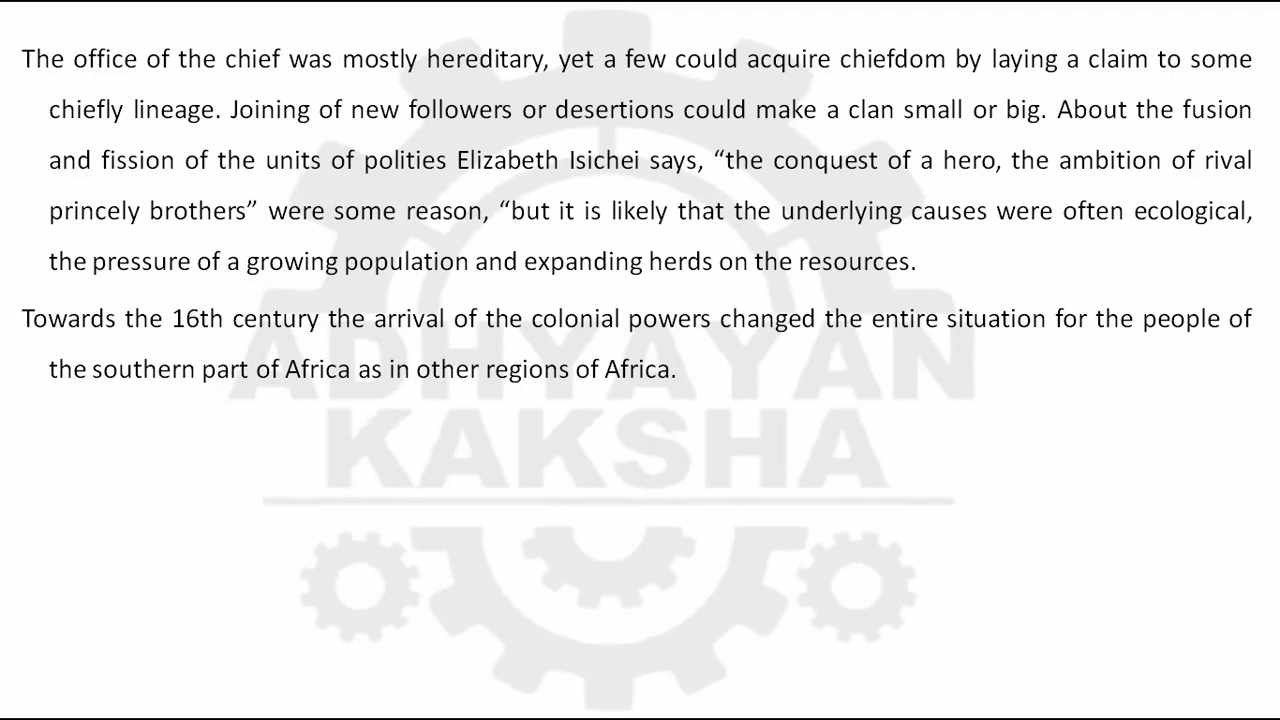 The office of the chief was mostly hereditary, yet a few could acquire chiefdom by laying a claim to some
chiefly lineage. Joining of new followers or desertions could make a clan small or big. About the fusion
and fission of the units of polities Elizabeth Isichei says, “the conquest of a hero, the ambition of rival
princely brothers” were some reason, “but it is likely that the underlying causes were often ecological,
the pressure of a growing population and expanding herds on the resources.
Towards the 16th century the arrival of the colonial powers changed the entire situation for the people of
the southern part of Africa as in other regions of Africa.
ADHYAYAN
KAKSHA